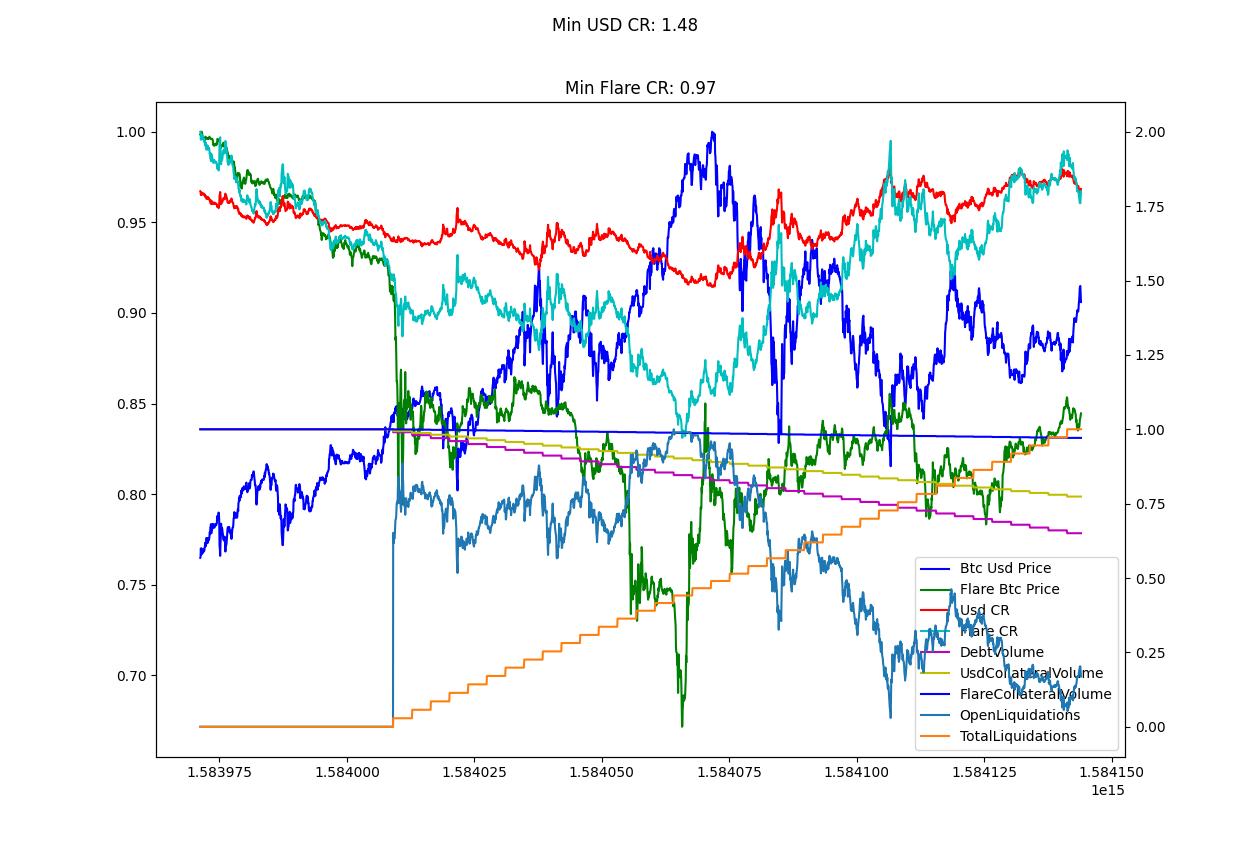 Min USD CR: 1.48
Min Flare CR: 0.97
1.00
0.95
0.90
0.85
0.80
0.75
0.70
2.00
1.75
1.50
1.25
1.00
0.75
0.50
0.25
0.00
Btc Usd Price
Flare Btc Price
Usd CR
Flare CR
DebtVolume
UsdCollateralVolume
FlareCollateralVolume
OpenLiquidations
TotalLiquidations
1.583975 1.584000 1.584025 1.584050 1.584075 1.584100 1.584125 1.584150
1e15